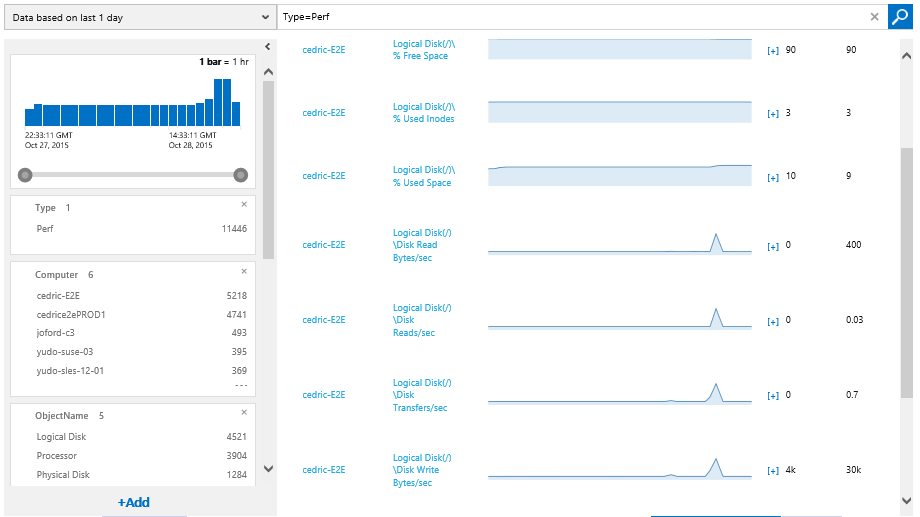 Data based on last 1 day
Type=Perf
1 bar = 1 hr
22:33:11 GMT
Oct 27, 2015
14:33:11 GMT
Oct 28, 2015
Type 1
Perf 11446
Computer 6
cedric-E2E 5218
cedrice2ePROD1 4741
joford-c3 493
yudo-suse-03 395
yudo-sles-12-01 369
---
ObjectName 5
Logical Disk 4521
Processor 3904
Physical Disk 1284
+Add
cedric-E2E
Logical Disk(/)\
% Free Space
[+] 90 90
cedric-E2E
Logical Disk(/)\
% Used Inodes
[+] 3 3
cedric-E2E
Logical Disk(/)\
% Used Space
[+] 10 9
cedric-E2E
Logical Disk(/)
\Disk Read
Bytes/sec
[+] 0 400
cedric-E2E
Logical Disk(/)
\Disk
Reads/sec
[+] 0 0.03
cedric-E2E
Logical Disk(/)
\Disk
Transfers/sec
[+] 0 0.7
cedric-E2E
Logical Disk(/)
\Disk Write
Bytes/sec
[+] 4k 30k